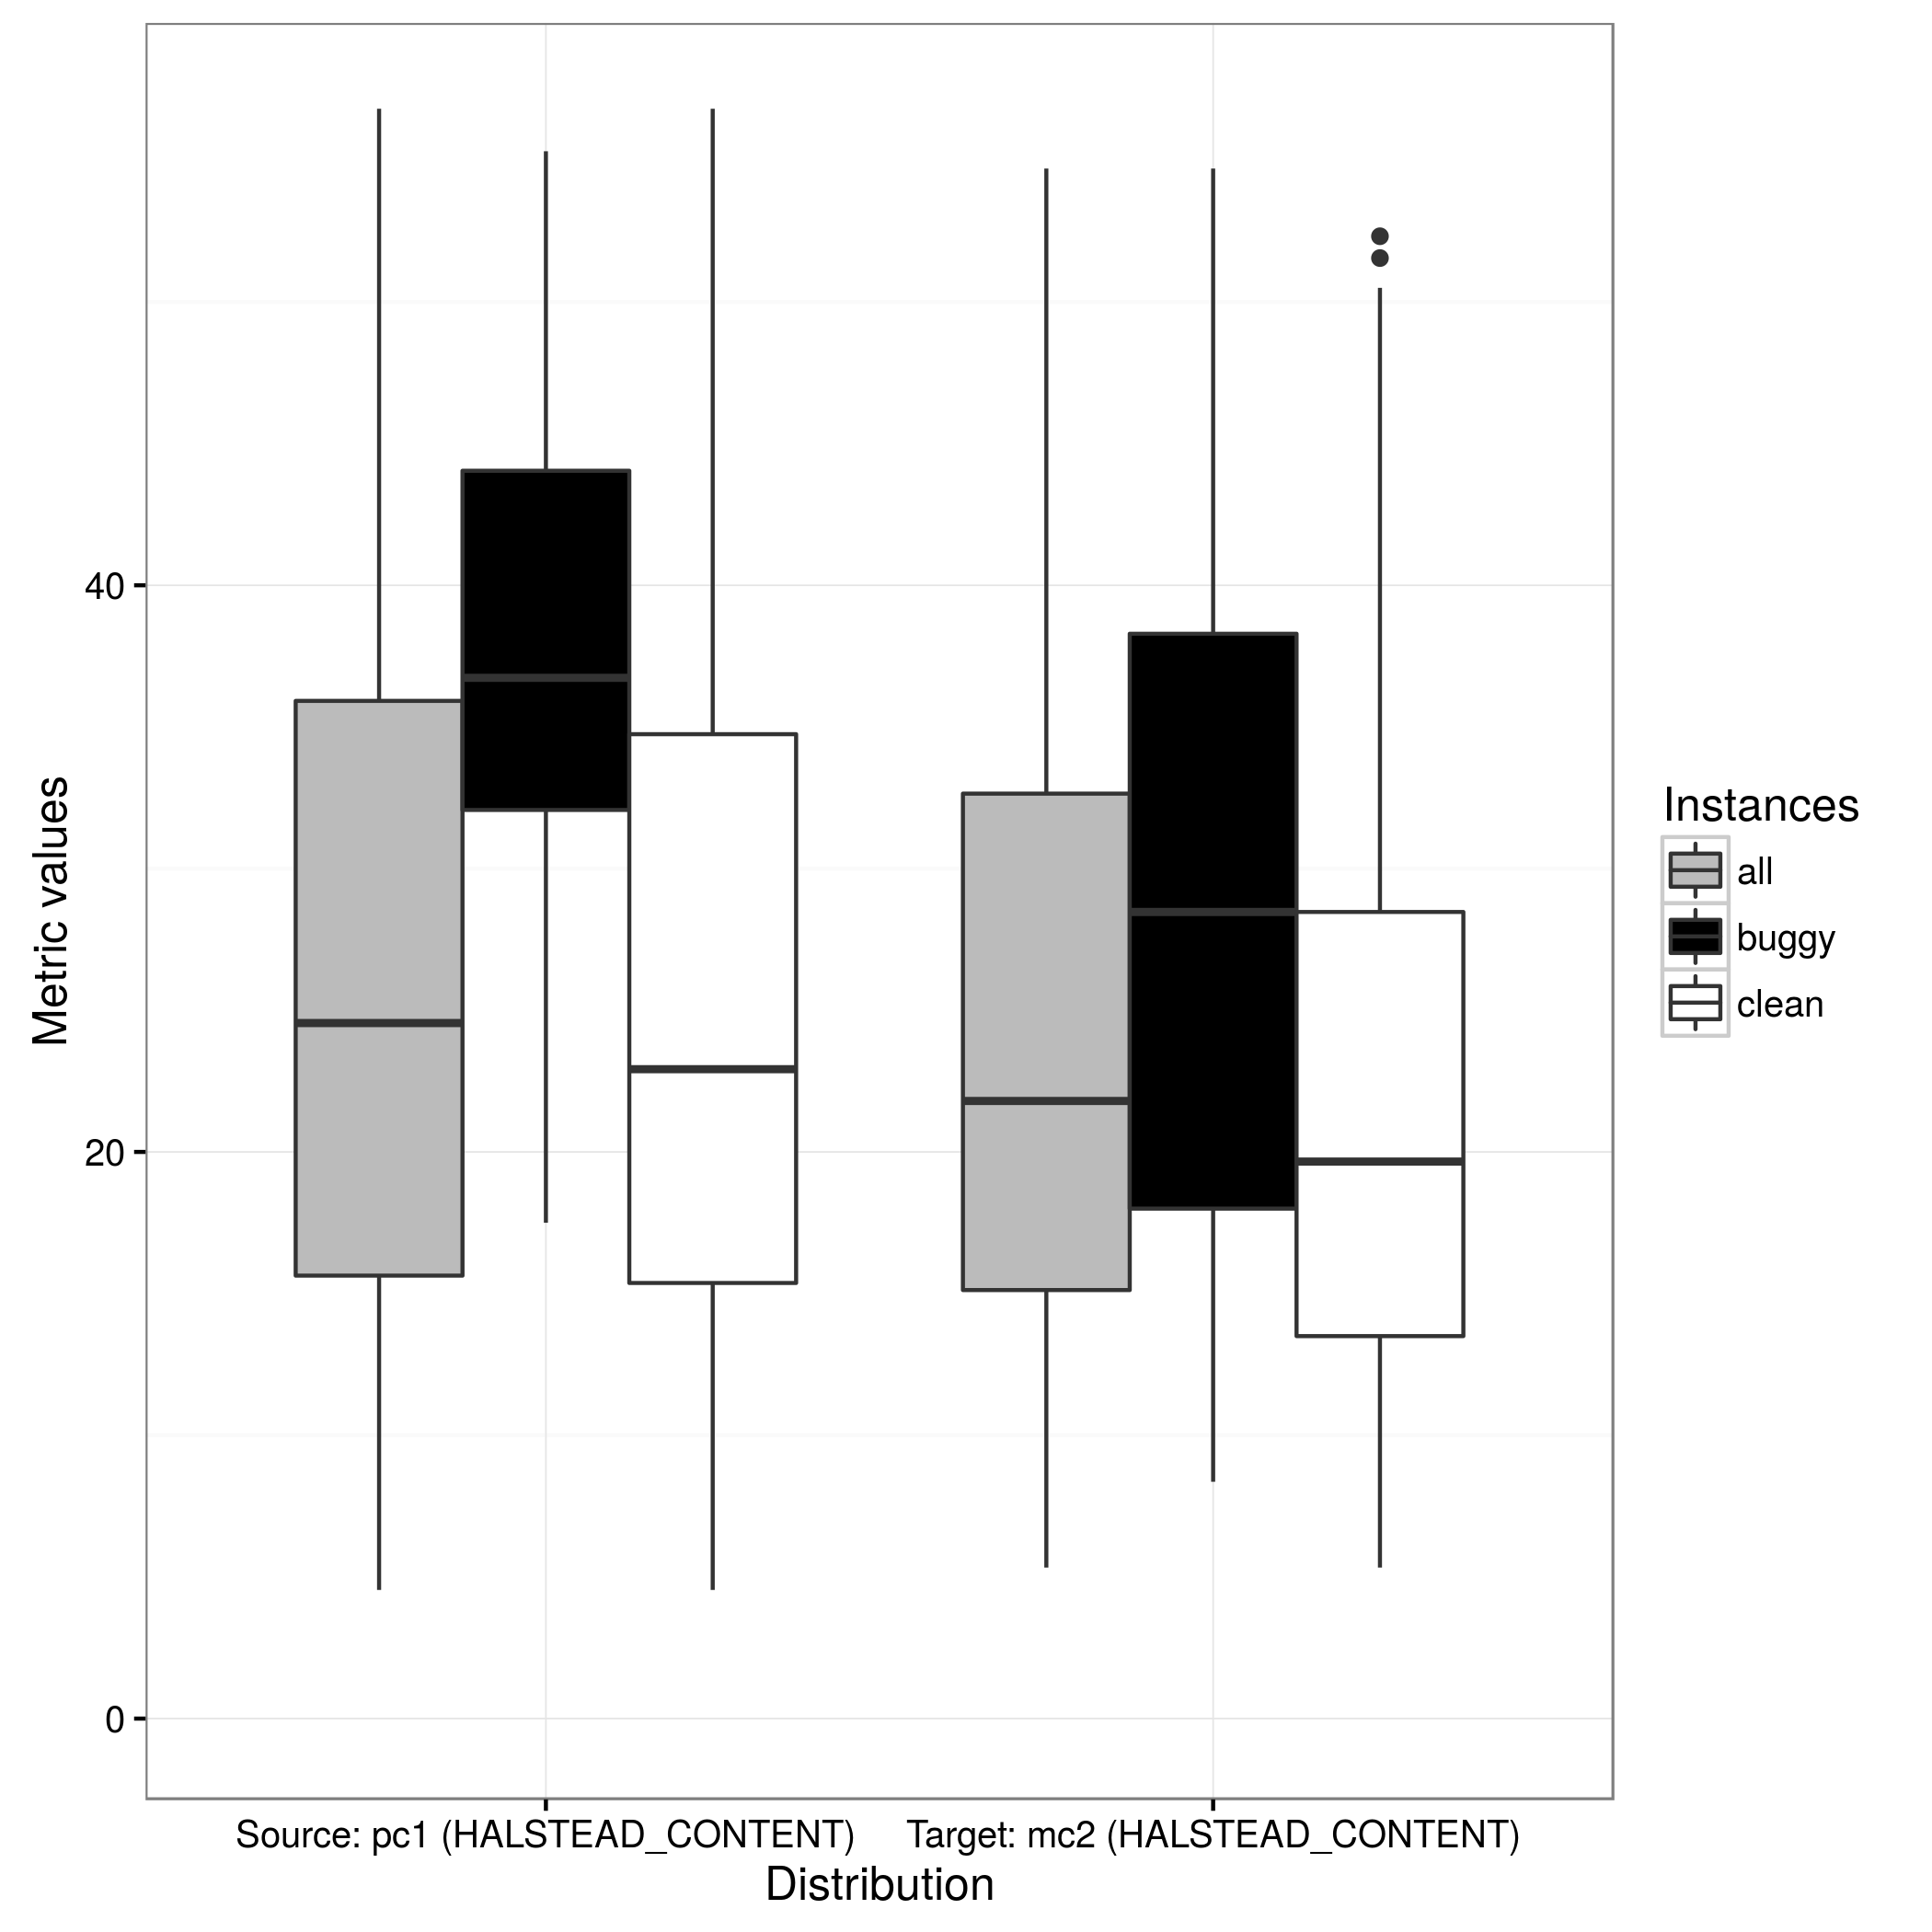 Metric values
40
20
0
Source: pc1 (HALSTEAD_CONTENT)
Target: mc2 (HALSTEAD_CONTENT)
Distribution
Instances
all
buggy
clean